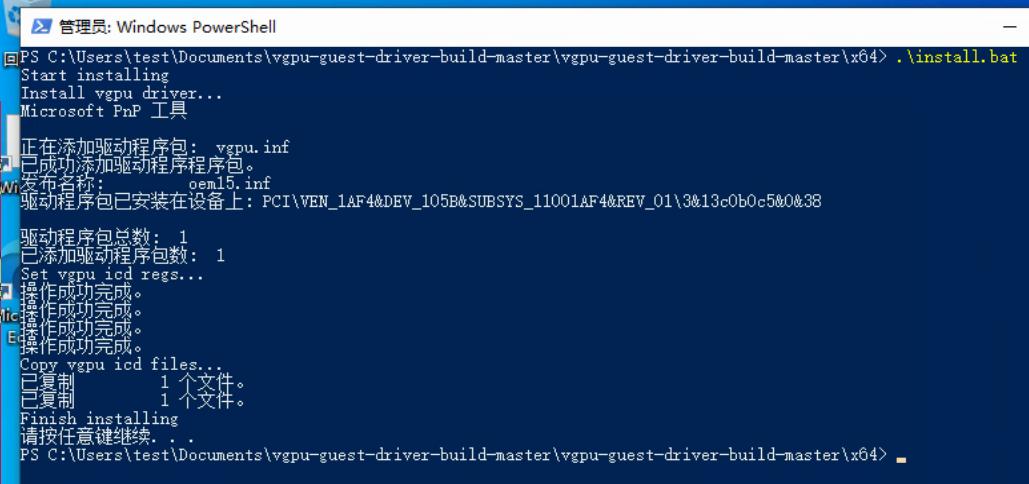 管理员: Windows PowerShell
PS C:\Users\test\Documents\vgpu-guest-driver-build-master\vgpu-guest-driver-build-master\x64> .\install.bat
Start installing
Install vgpu driver...
Microsoft PnP 工具
正在添加驱动程序包: vgpu.inf
已成功添加驱动程序程序包。
发布名称: oem15.inf
驱动程序包已安装在设备上: PCI\VEN_1AF4&DEV_105B&SUBSYS_11001AF4&REV_01\3&13c0b0c5&0&38
驱动程序包总数: 1
已添加驱动程序包数: 1
Set vgpu icd regs...
操作成功完成。
操作成功完成。
操作成功完成。
操作成功完成。
Copy vgpu icd files...
已复制 1 个文件。
已复制 1 个文件。
Finish installing
请按任意键继续. . .
PS C:\Users\test\Documents\vgpu-guest-driver-build-master\vgpu-guest-driver-build-master\x64>